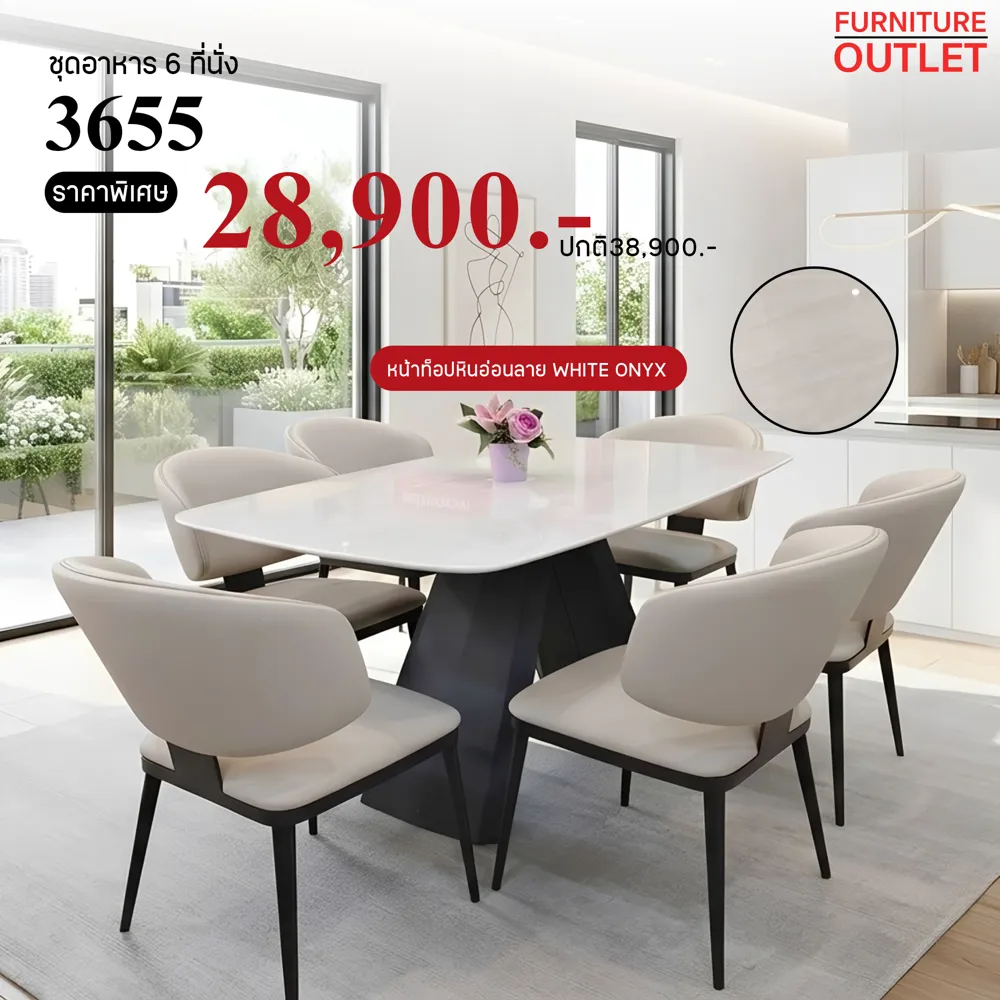 FURNITURE
OUTLET
ชุดอาหาร 6 ที่นั่ง
3655
ราคาพิเศษ
28,900.-
ปกติ38,900.-
หน้าท็อปหินอ่อนลาย WHITE ONYX